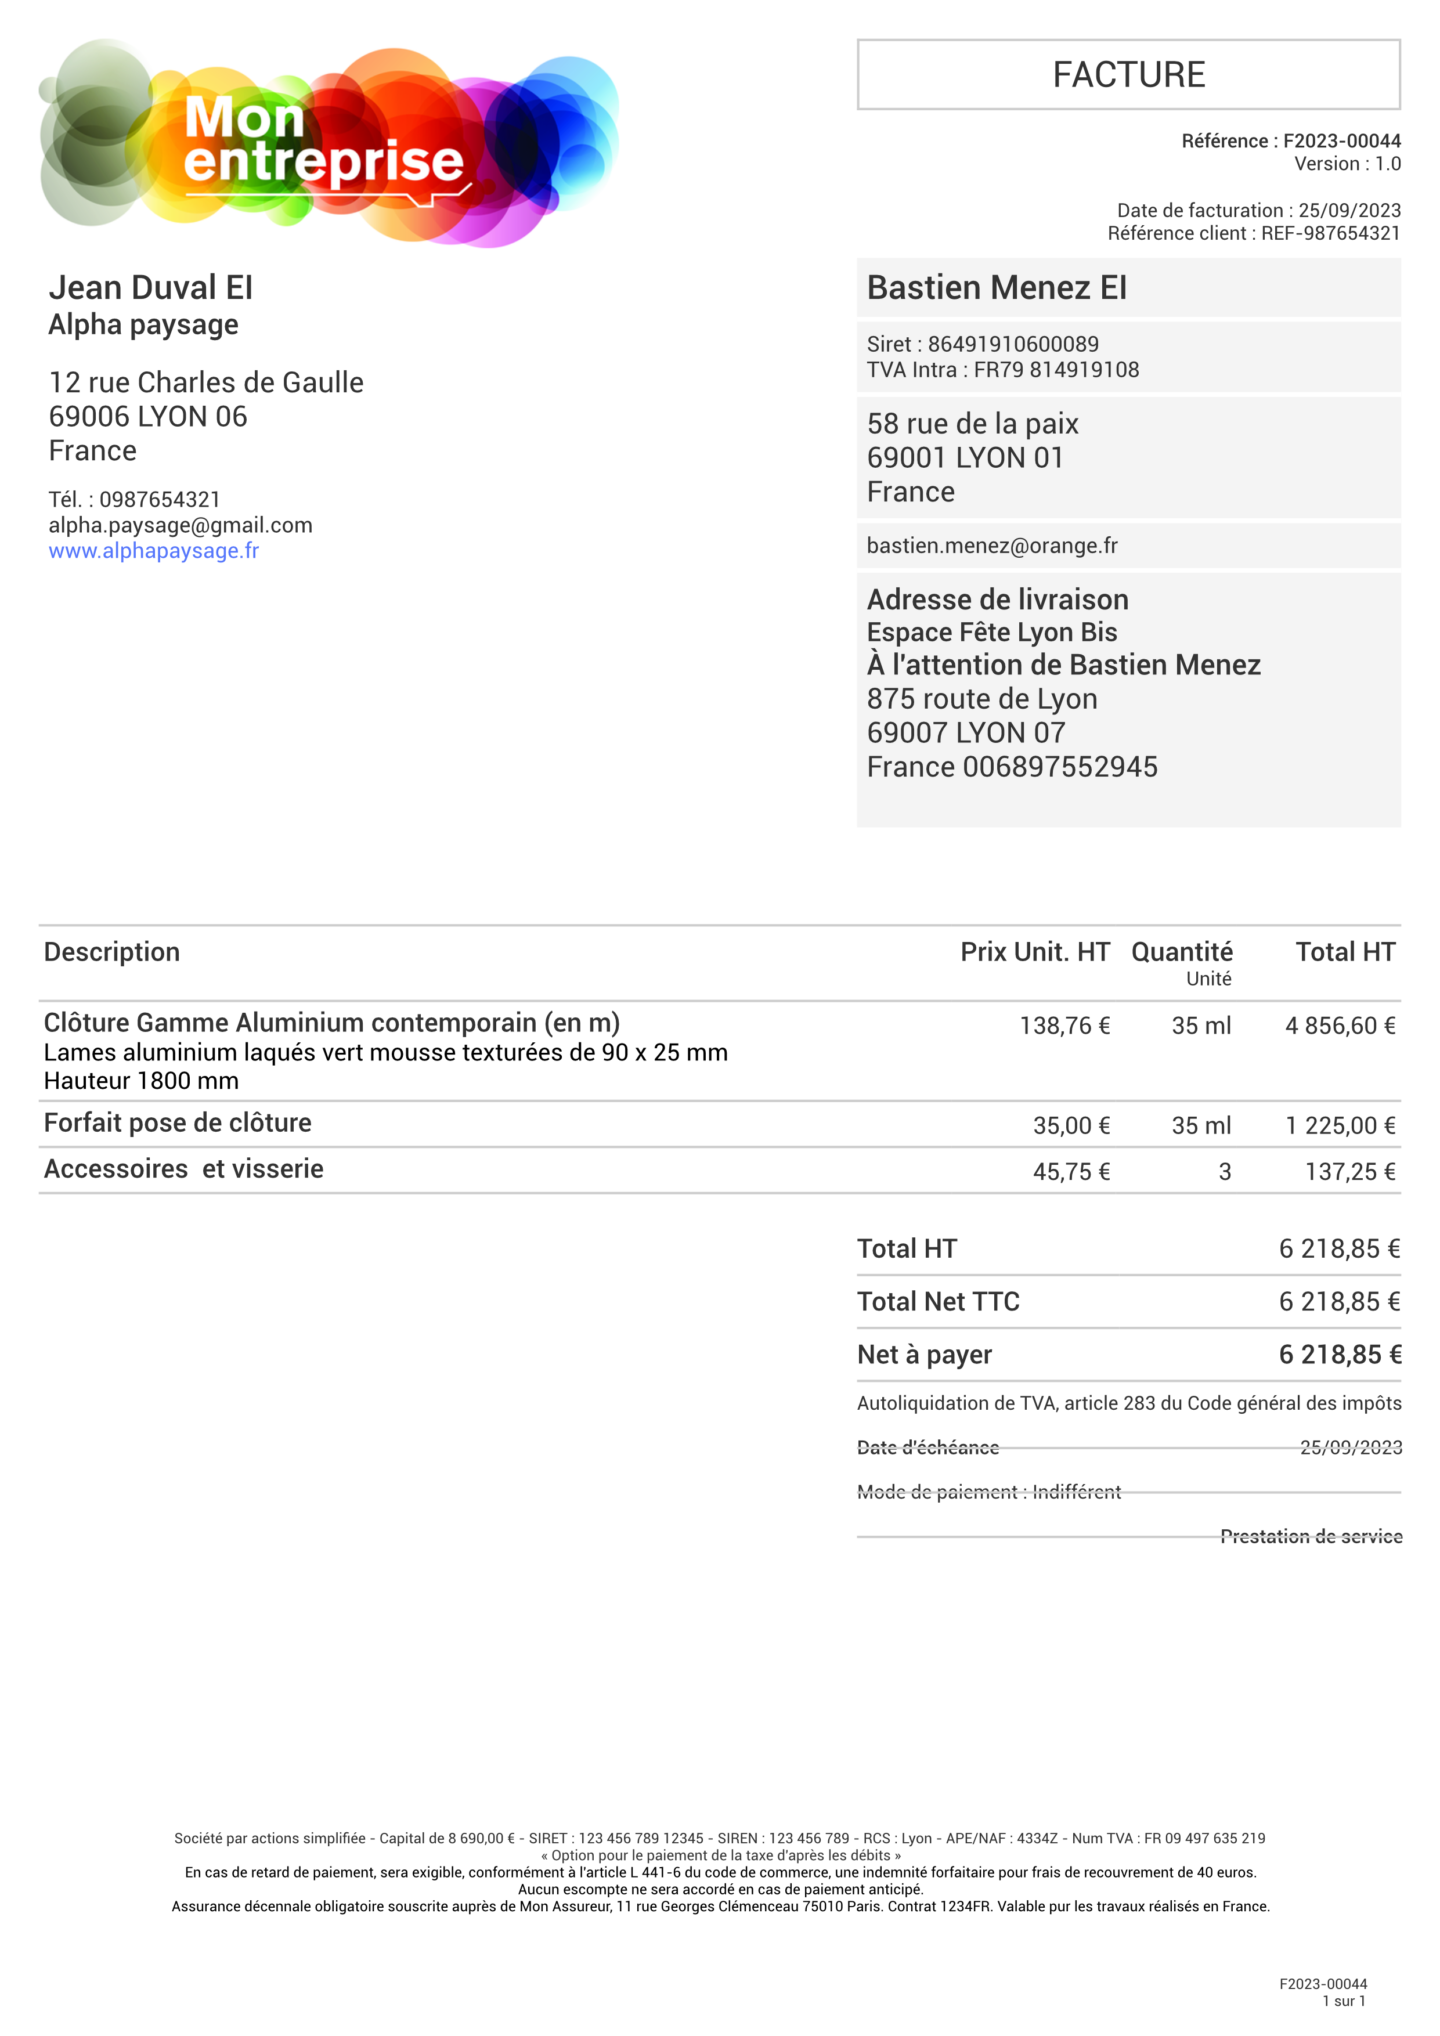 Mon
entreprise
FACTURE
Référence : F2023-00044
Version : 1.0
Date de facturation : 25/09/2023
Référence client : REF-987654321
Jean Duval EI
Alpha paysage
12 rue Charles de Gaulle
69006 LYON 06
France
Tél. : 0987654321
alpha.paysage@gmail.com
www.alphapaysage.fr
Bastien Menez EI
Siret : 86491910600089
TVA Intra : FR79 814919108
58 rue de la paix
69001 LYON 01
France
bastien.menez@orange.fr
Adresse de livraison
Espace Fête Lyon Bis
À l'attention de Bastien Menez
875 route de Lyon
69007 LYON 07
France 006897552945
Description Prix Unit. HT Quantité Total HT
Unité
Clôture Gamme Aluminium contemporain (en m) 138,76 € 35 ml 4 856,60 €
Lames aluminium laqués vert mousse texturées de 90 x 25 mm
Hauteur 1800 mm
Forfait pose de clôture 35,00 € 35 ml 1 225,00 €
Accessoires et visserie 45,75 € 3 137,25 €
Total HT 6 218,85 €
Total Net TTC 6 218,85 €
Net à payer 6 218,85 €
Autoliquidation de TVA, article 283 du Code général des impôts
Date d'échéance 25/09/2023
Mode de paiement : Indifférent
Prestation de service
Société par actions simplifiée - Capital de 8 690,00 € - SIRET : 123 456 789 12345 - SIREN : 123 456 789 - RCS : Lyon - APE/NAF : 4334Z - Num TVA : FR 09 497 635 219
« Option pour le paiement de la taxe d'après les débits »
En cas de retard de paiement, sera exigible, conformément à l'article L 441-6 du code de commerce, une indemnité forfaitaire pour frais de recouvrement de 40 euros.
Aucun escompte ne sera accordé en cas de paiement anticipé.
Assurance décennale obligatoire souscrite auprès de Mon Assureur, 11 rue Georges Clémenceau 75010 Paris. Contrat 1234FR. Valable pur les travaux réalisés en France.
F2023-00044
1 sur 1